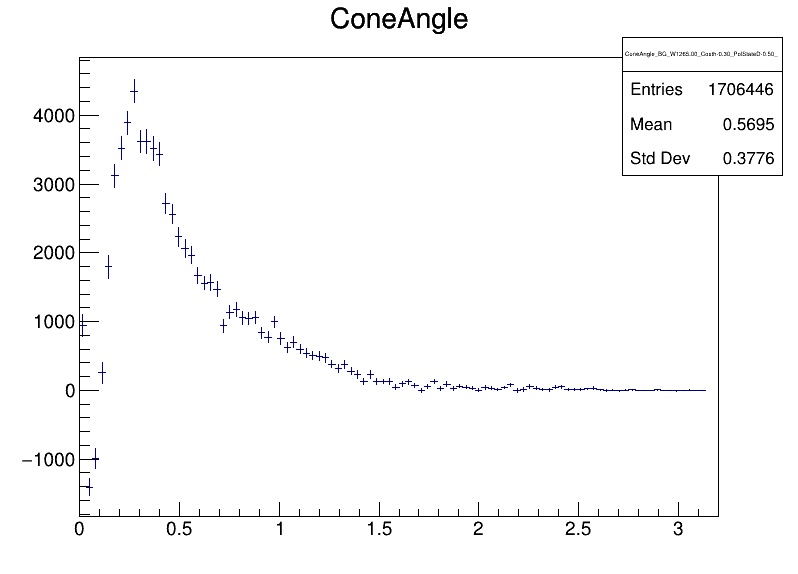 ConeAngle
ConeAngle_BG_W1265.00_Costh-0.30_PolStateD-0.50_
Entries 1706446
Mean 0.5695
Std Dev 0.3776
4000
3000
2000
1000
0
−1000
0 0.5 1 1.5 2 2.5 3